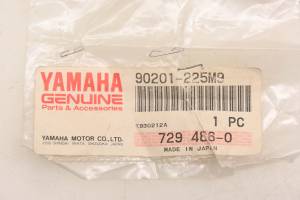 YAMAHA
GENUINE
Parts & Accessories
YAMAHA MOTOR CO., LTD.
90201-225M9
1 PC
729 486-0
MADE IN JAPAN